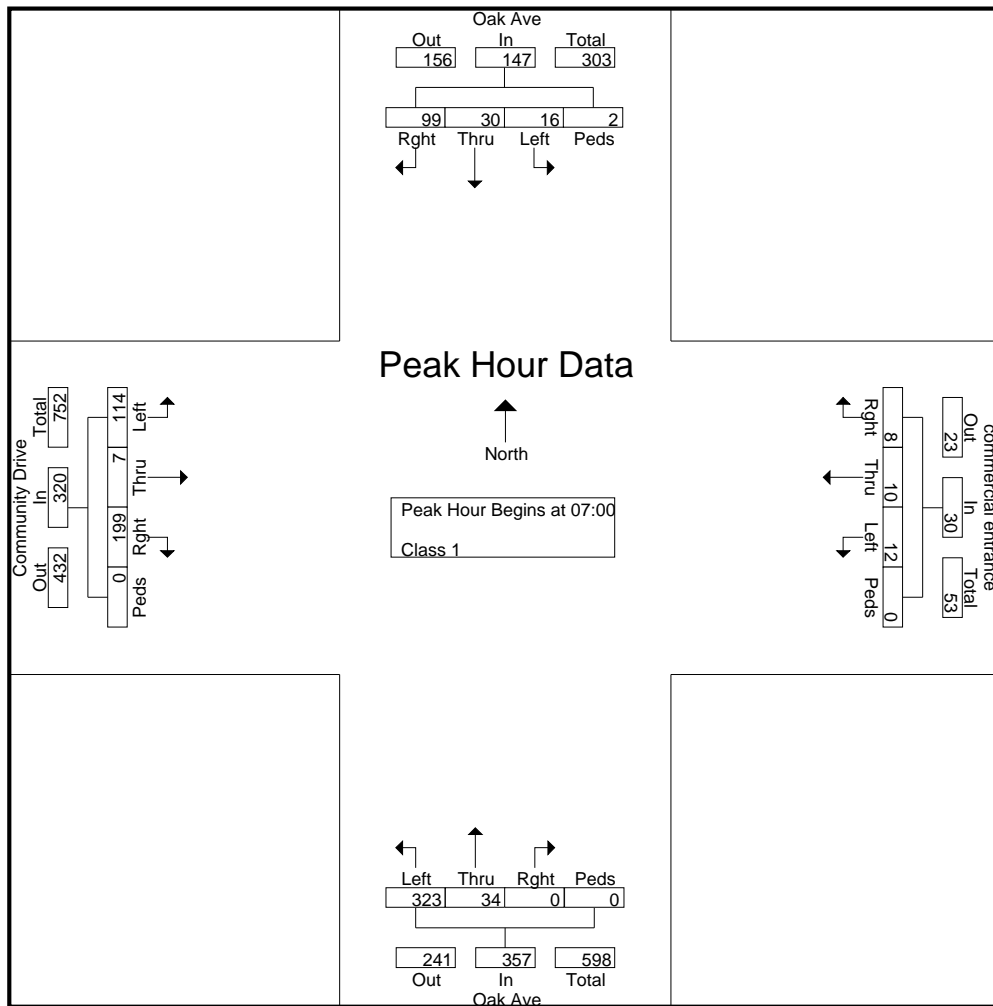 Oak Ave
Out In Total
156 147 303
99 30 16 2
Rght Thru Left Peds
Peak Hour Data
North
Peak Hour Begins at 07:00
Class 1
Community Drive
Total In Out
752 320 432
114 7 199 0
Left Thru Rght Peds
Rght Thru Left Peds
8 10 12 0
23 30 53
Out In Total
commercial entrance
Left Thru Rght Peds
323 34 0 0
241 357 598
Out In Total
Oak Ave